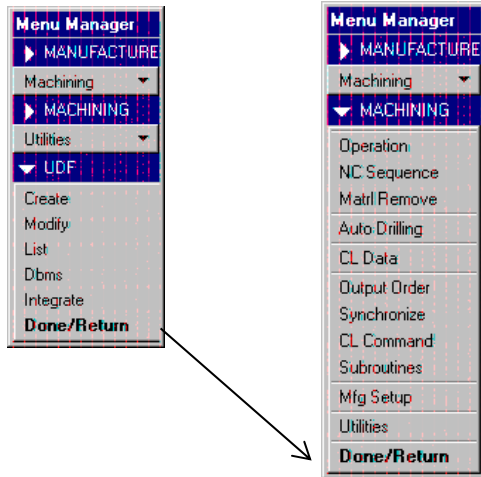 Menu Manager
MANUFACTURE
Machining
MACHINING
Utilities
UDF
Create
Modify
List
Dbms
Integrate
Done/Return
Menu Manager
MANUFACTURE
Machining
MACHINING
Operation
NC Sequence
Matrl Remove
Auto Drilling
CL Data
Output Order
Synchronize
CL Command
Subroutines
Mfg Setup
Utilities
Done/Return